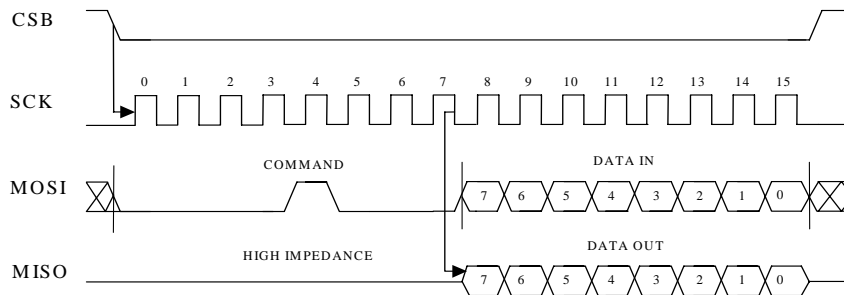 CSB
0 1 2 3 4 5 6 7 8 9 10 11 12 13 14 15
SCK
COMMAND DATA IN
MOSI 7 6 5 4 3 2 1 0
HIGH IMPEDANCE DATA OUT
MISO 7 6 5 4 3 2 1 0